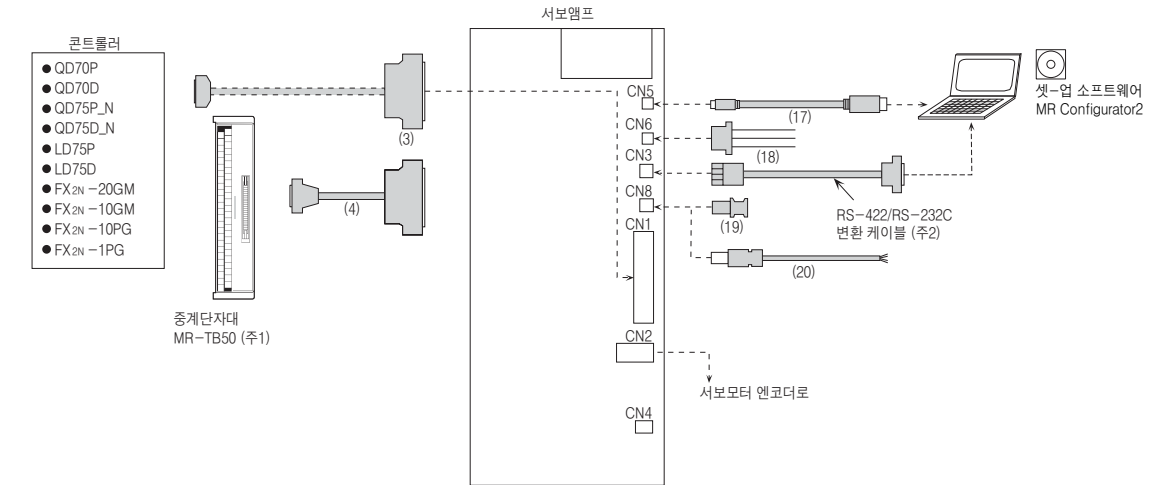 서보앰프
콘트롤러
● QD70P
● QD70D
● QD75P_N
● QD75D_N
● LD75P
● LD75D
● FX2N －20GM
● FX2N －10GM
● FX2N －10PG
● FX2N －1PG
(3)
(4)
중계단자대
MR－TB50 (주1)
CN5
CN6
CN3
CN8
CN1
CN2
CN4
서보모터 엔코더로
(17)
(18)
RS－422/RS－232C
변환 케이블 (주2)
(19)
(20)
셋－업 소프트웨어
MR Configurator2